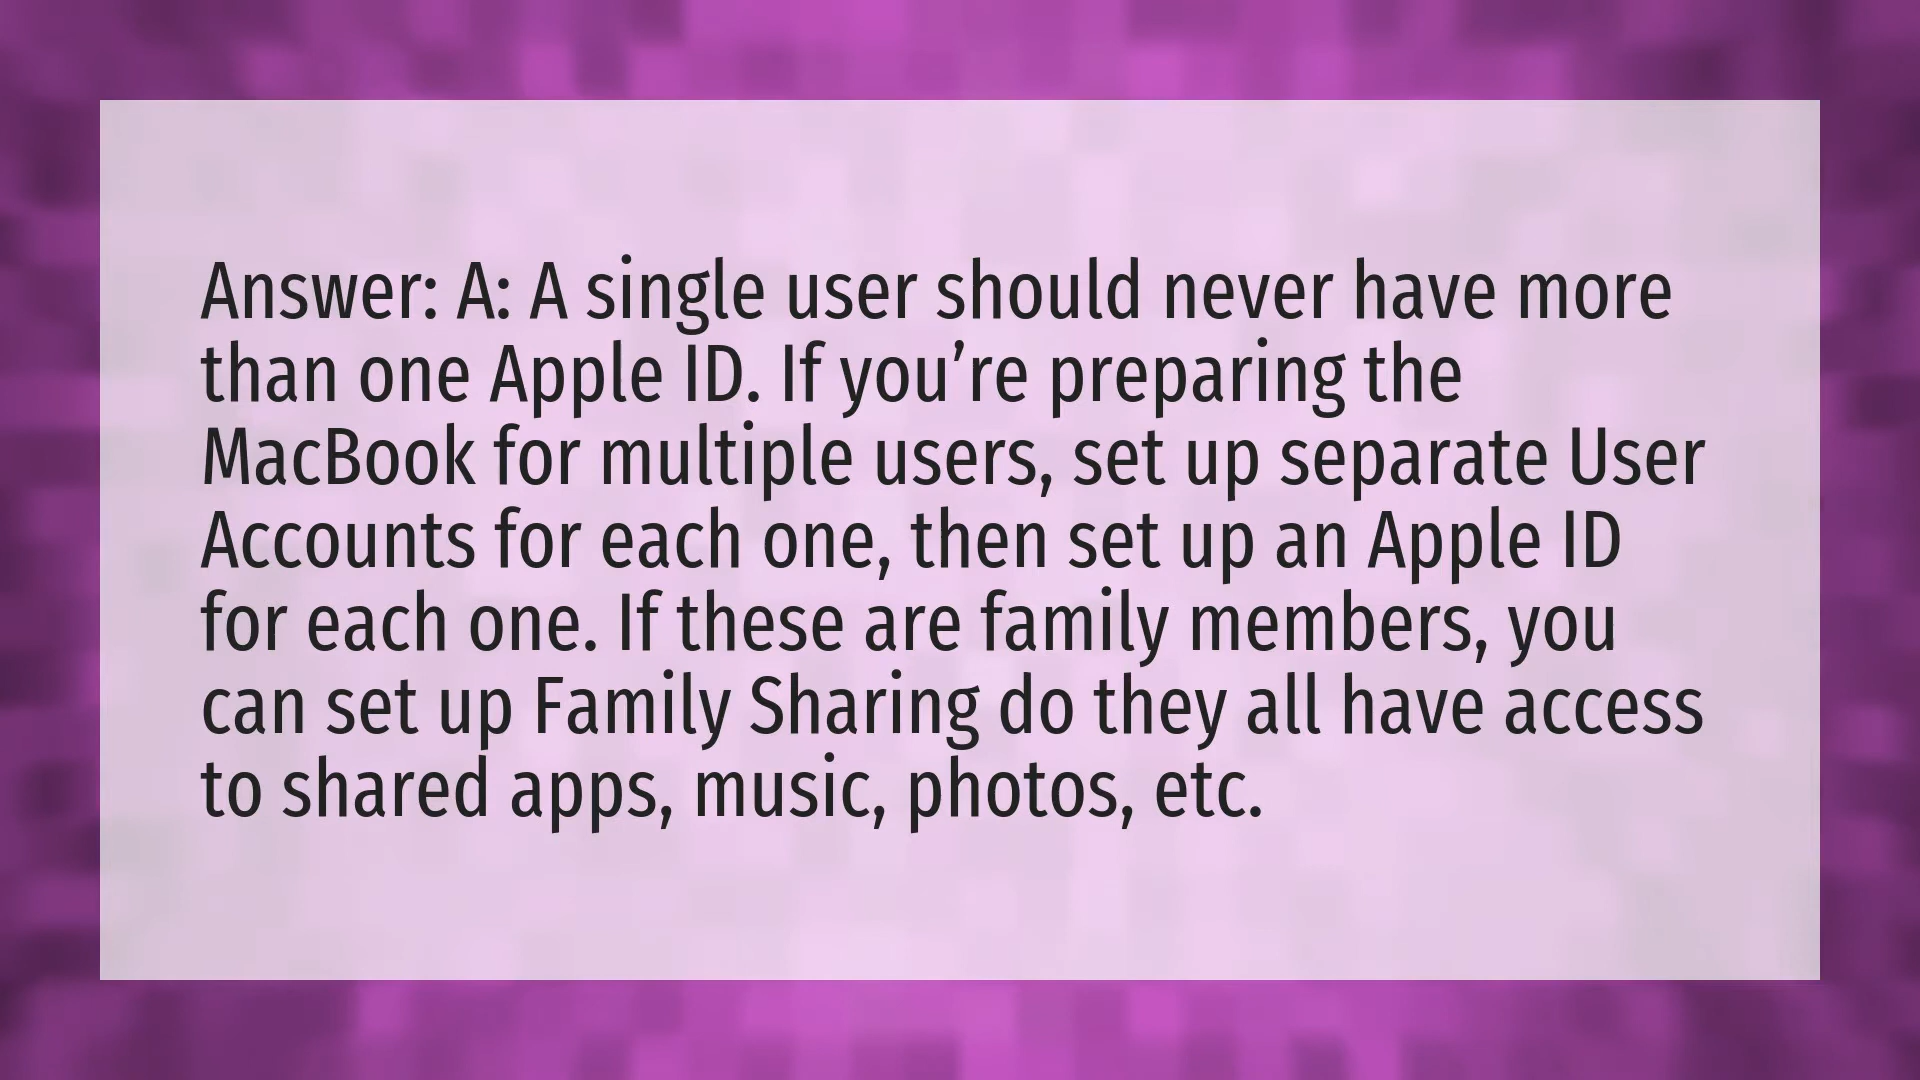 Answer: A: A single user should never have more
than one Apple ID. If you’re preparing the
MacBook for multiple users, set up separate User
Accounts for each one, then set up an Apple ID
for each one. If these are family members, you
can set up Family Sharing do they all have access
to shared apps, music, photos, etc.